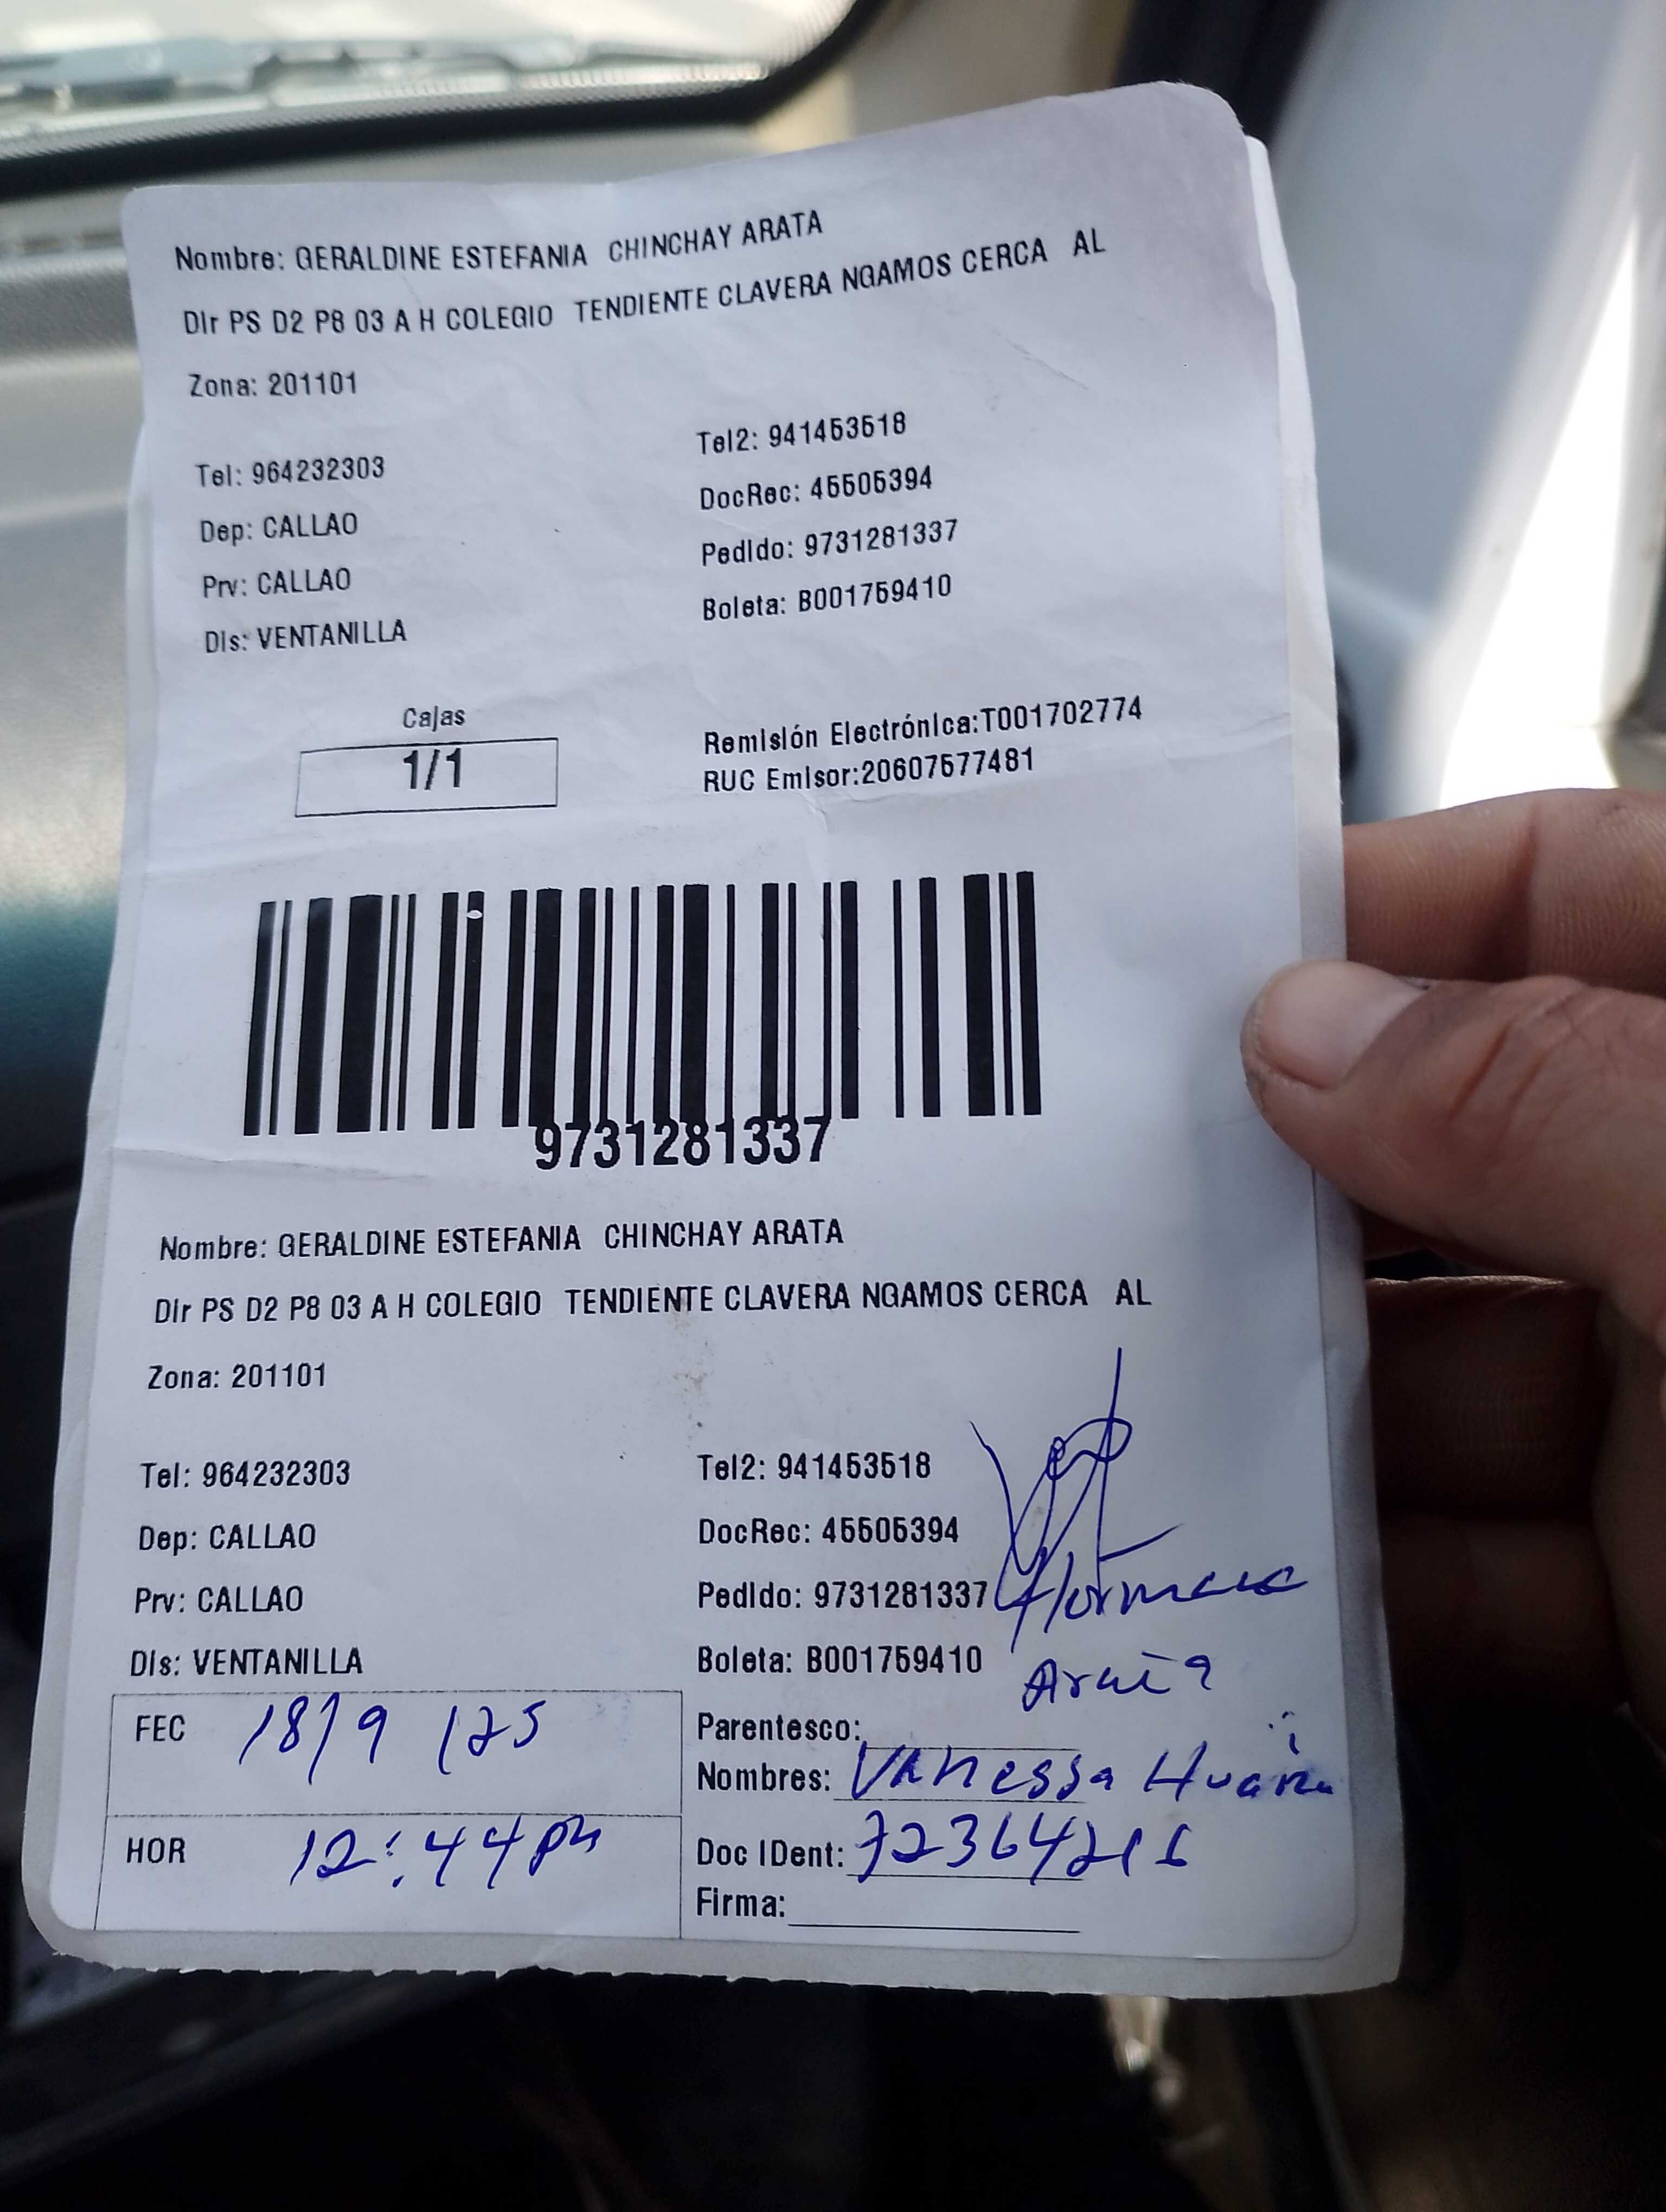 Nombre: GERALDINE ESTEFANIA CHINCHAY ARATA
Dir PS D2 P8 03 A H COLEGIO TENDIENTE CLAVERA NGAMOS CERCA AL
Zona: 201101
Tel: 964232303
Tel2: 941453518
Dep: CALLAO
DocRec: 45505394
Prv: CALLAO
Pedido: 9731281337
Dis: VENTANILLA
Boleta: B001759410
Cajas
1/1
Remisión Electrónica:T001702774
RUC Emisor:20607577481
9731281337
Nombre: GERALDINE ESTEFANIA CHINCHAY ARATA
Dir PS D2 P8 03 A H COLEGIO TENDIENTE CLAVERA NGAMOS CERCA AL
Zona: 201101
Tel: 964232303
Tel2: 941453518
Dep: CALLAO
DocRec: 45505394
Prv: CALLAO
Pedido: 9731281337
Dis: VENTANILLA
Boleta: B001759410
FEC 18/9/25
Parentesco:
Nombres: Vanessa
HOR 12:44 pm
Doc IDent: 72364216
Firma: